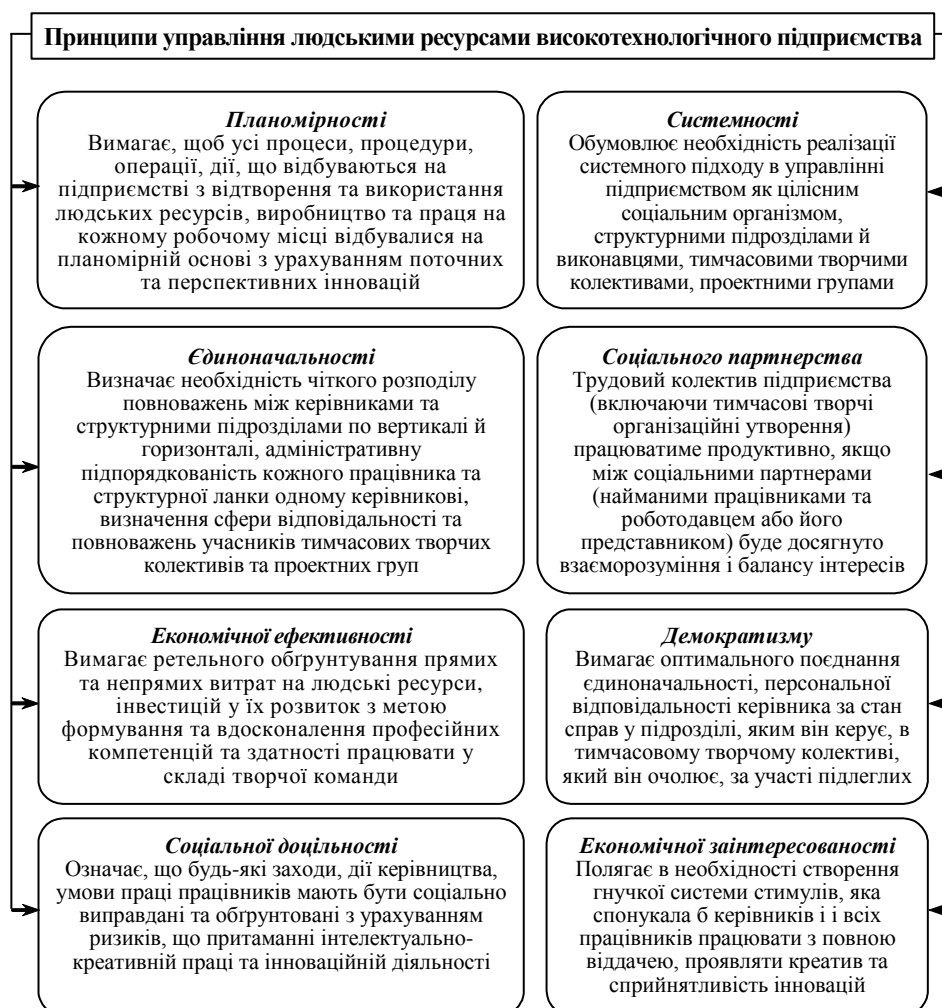 Принципи управління людськими ресурсами високотехнологічного підприємства
Планомірності
Вимагає, щоб усі процеси, процедури,
операції, дії, що відбуваються на
підприємстві з відтворення та використання
людських ресурсів, виробництво та праця на
кожному робочому місці відбувалися на
планомірній основі з урахуванням поточних
та перспективних інновацій
Системності
Обумовлює необхідність реалізації
системного підходу в управлінні
підприємством як цілісним
соціальним організмом,
структурними підрозділами й
виконавцями, тимчасовими творчими
колективами, проектними групами
Єдиноначальності
Визначає необхідність чіткого розподілу
повноважень між керівниками та
структурними підрозділами по вертикалі й
горизонталі, адміністративну
підпорядкованість кожного працівника та
структурної ланки одному керівникові,
визначення сфери відповідальності та
повноважень учасників тимчасових творчих
колективів та проектних груп
Соціального партнерства
Трудовий колектив підприємства
(включаючи тимчасові творчі
організаційні утворення)
працюватиме продуктивно, якщо
між соціальними партнерами
(найманими працівниками та
роботодавцем або його
представником) буде досягнуто
взаєморозуміння і балансу інтересів
Економічної ефективності
Вимагає ретельного обґрунтування прямих
та непрямих витрат на людські ресурси,
інвестицій у їх розвиток з метою
формування та вдосконалення професійних
компетенцій та здатності працювати у
складі творчої команди
Демократизму
Вимагає оптимального поєднання
єдиноначальності, персональної
відповідальності керівника за стан
справ у підрозділі, яким він керує, в
тимчасовому творчому колективі,
який він очолює, за участі підлеглих
Соціальної доцільності
Означає, що будь-які заходи, дії керівництва,
умови праці працівників мають бути соціально
виправдані та обґрунтовані з урахуванням
ризиків, що притаманні інтелектуально-
креативній праці та інноваційній діяльності
Економічної заінтересованості
Полягає в необхідності створення
гнучкої системи стимулів, яка
спонукала б керівників і і всіх
працівників працювати з повною
віддачею, проявляти креатив та
сприйнятливість інновацій